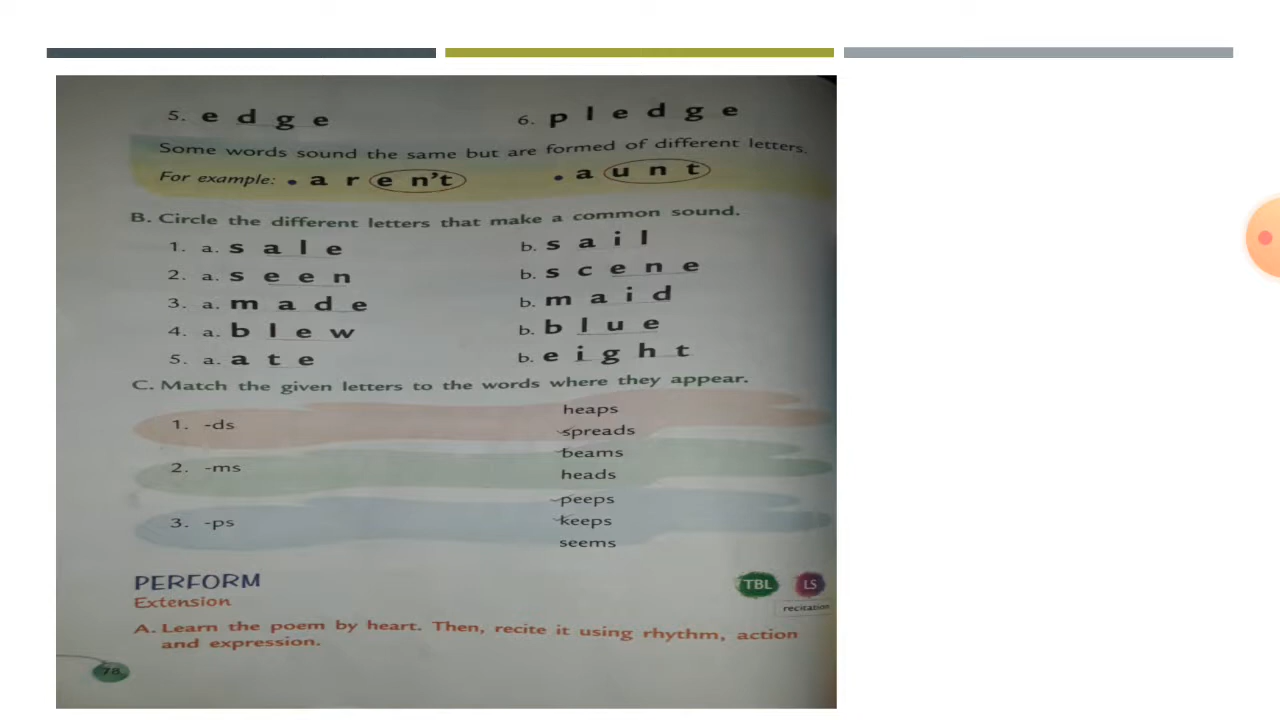 5. e d g e 6. p l e d g e
Some words sound the same but are formed of different letters.
For example: • a r e n't • a u n t
B. Circle the different letters that make a common sound.
1. a. s a l e b. s a i l
2. a. s e e n b. s c e n e
3. a. m a d e b. m a i d
4. a. b l e w b. b l u e
5. a. a t e b. e i g h t
C. Match the given letters to the words where they appear.
heaps
1. -ds
spreads
beams
2. -ms
heads
peeps
3. -ps keeps
seems
PERFORM TBL LS
Extension recitation
A. Learn the poem by heart. Then, recite it using rhythm, action
and expression.
78